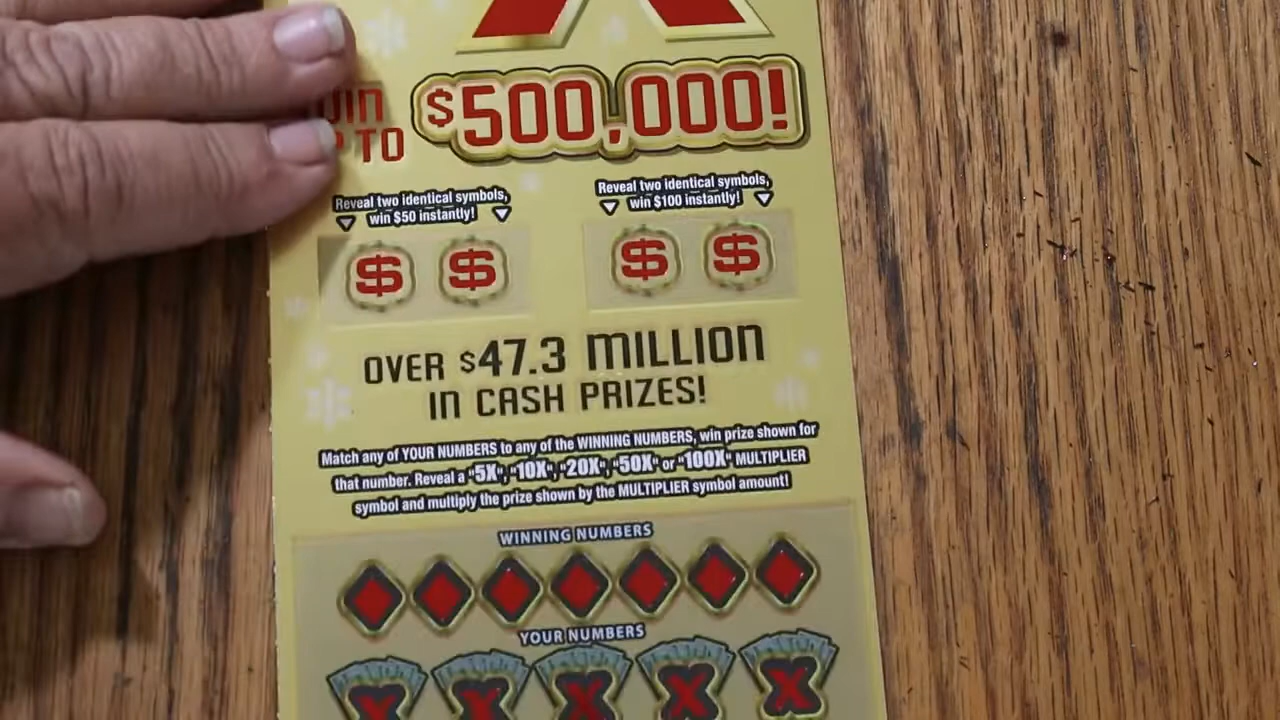 TO
$500,000!
Reveal two identical symbols,
win $50 instantly!
Reveal two identical symbols,
win $100 instantly!
$ $
$ $
OVER $47.3 MILLION
IN CASH PRIZES!
Match any of YOUR NUMBERS to any of the WINNING NUMBERS, win prize shown for
that number. Reveal a "5X", "10X", "20X", "50X" or "100X" MULTIPLIER
symbol and multiply the prize shown by the MULTIPLIER symbol amount!
WINNING NUMBERS
YOUR NUMBERS
X X X X X